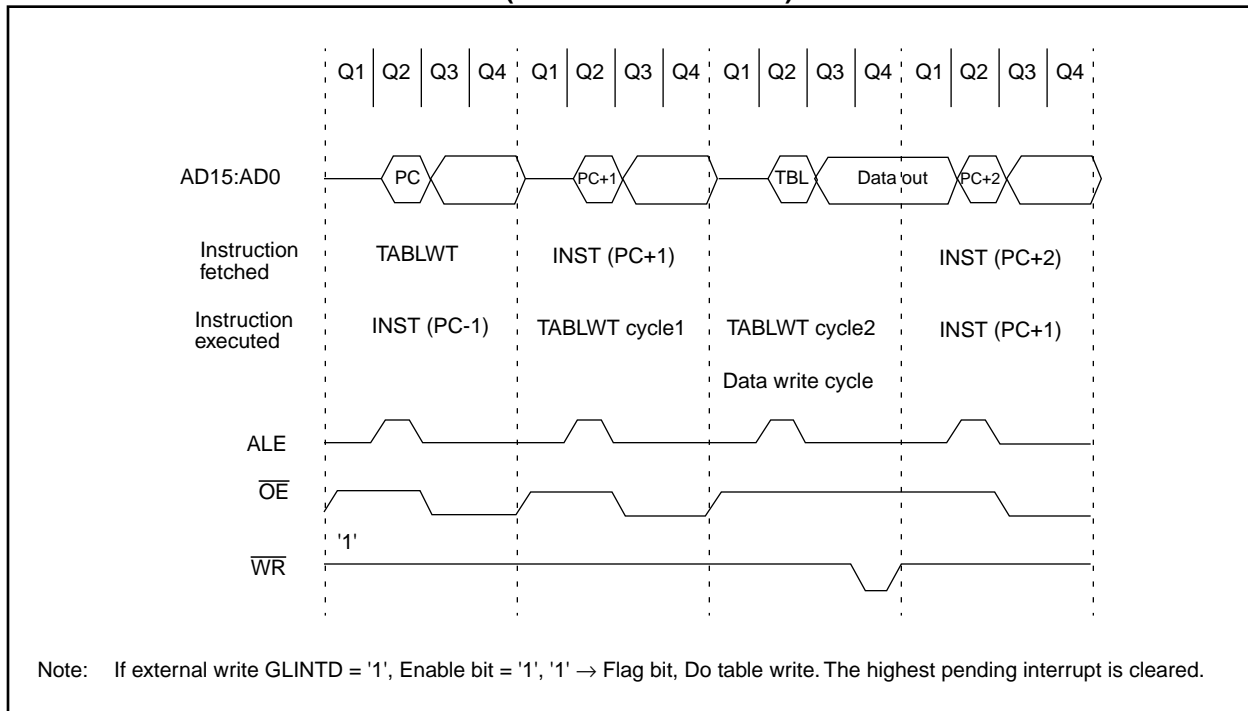 Q1 Q2 Q3 Q4 Q1 Q2 Q3 Q4 Q1 Q2 Q3 Q4 Q1 Q2 Q3 Q4
AD15:AD0 PC PC+1 TBL Data out PC+2
Instruction
fetched
TABLWT INST (PC+1) INST (PC+2)
Instruction
executed
INST (PC-1) TABLWT cycle1 TABLWT cycle2 INST (PC+1)
Data write cycle
ALE
OE
'1'
WR
Note: If external write GLINTD = '1', Enable bit = '1', '1' → Flag bit, Do table write. The highest pending interrupt is cleared.